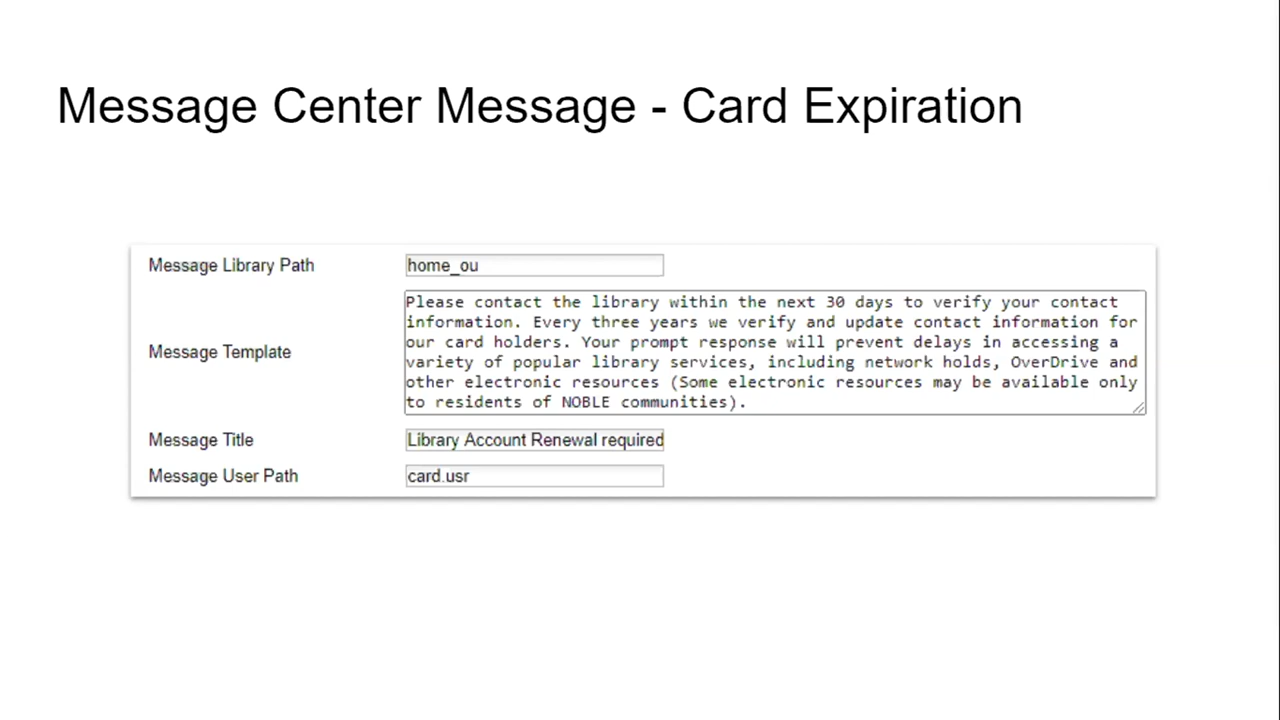 Message Center Message - Card Expiration
Message Library Path
home_ou
Message Template
Please contact the library within the next 30 days to verify your contact
information. Every three years we verify and update contact information for
our card holders. Your prompt response will prevent delays in accessing a
variety of popular library services, including network holds, OverDrive and
other electronic resources (Some electronic resources may be available only
to residents of NOBLE communities).
Message Title
Library Account Renewal required
Message User Path
card.usr